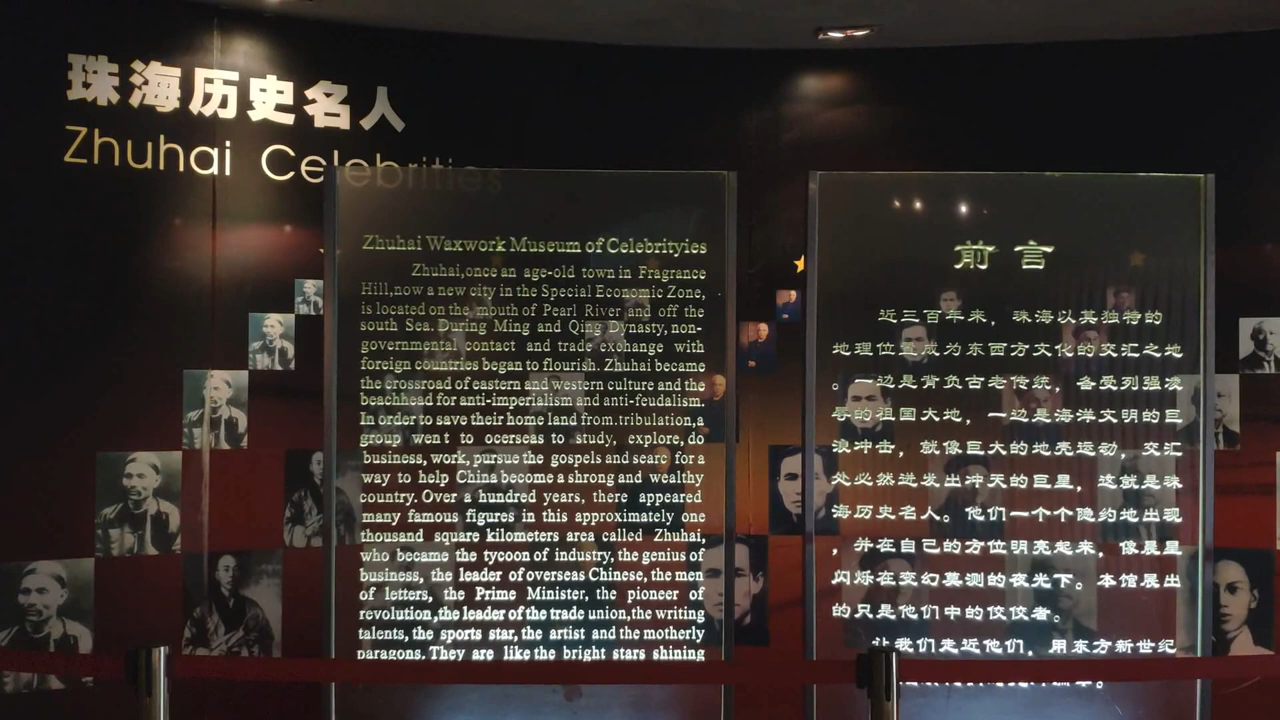 珠海历史名人
Zhuhai Celebrities
Zhuhai Waxwork Museum of Celebrityies
Zhuhai,once an age-old town in Fragrance
Hill,now a new city in the Special Economic Zone,
is located on the mouth of Pearl River and off the
south Sea. During Ming and Qing Dynasty, non-
governmental contact and trade exchange with
foreign countries began to flourish. Zhuhai became
the crossroad of eastern and western culture and the
beachhead for anti-imperialism and anti-feudalism.
In order to save their home land from.tribulation,a
group went to ocerseas to study, explore, do
business, work, pursue the gospels and searc for a
way to help China become a shrong and wealthy
country. Over a hundred years, there appeared
many famous figures in this approximately one
thousand square kilometers area called Zhuhai,
who became the tycoon of industry, the genius of
business, the leader of overseas Chinese, the men
of letters, the Prime Minister, the pioneer of
revolution,the leader of the trade union,the writing
talents, the sports star, the artist and the motherly
paragons. They are like the bright stars shining
前言
近三百年来，珠海以其独特的
地理位置成为东西方文化的交汇之地
。一边是背负古老传统，备受列强凌
辱的祖国大地，一边是海洋文明的巨
浪冲击，就像巨大的地壳运动，交汇
处必然迸发出冲天的巨星，这就是珠
海历史名人。他们一个个隐约地出现
，并在自己的方位明亮起来，像晨星
闪烁在变幻莫测的夜光下。本馆展出
的只是他们中的佼佼者。
让我们走近他们，用东方新世纪